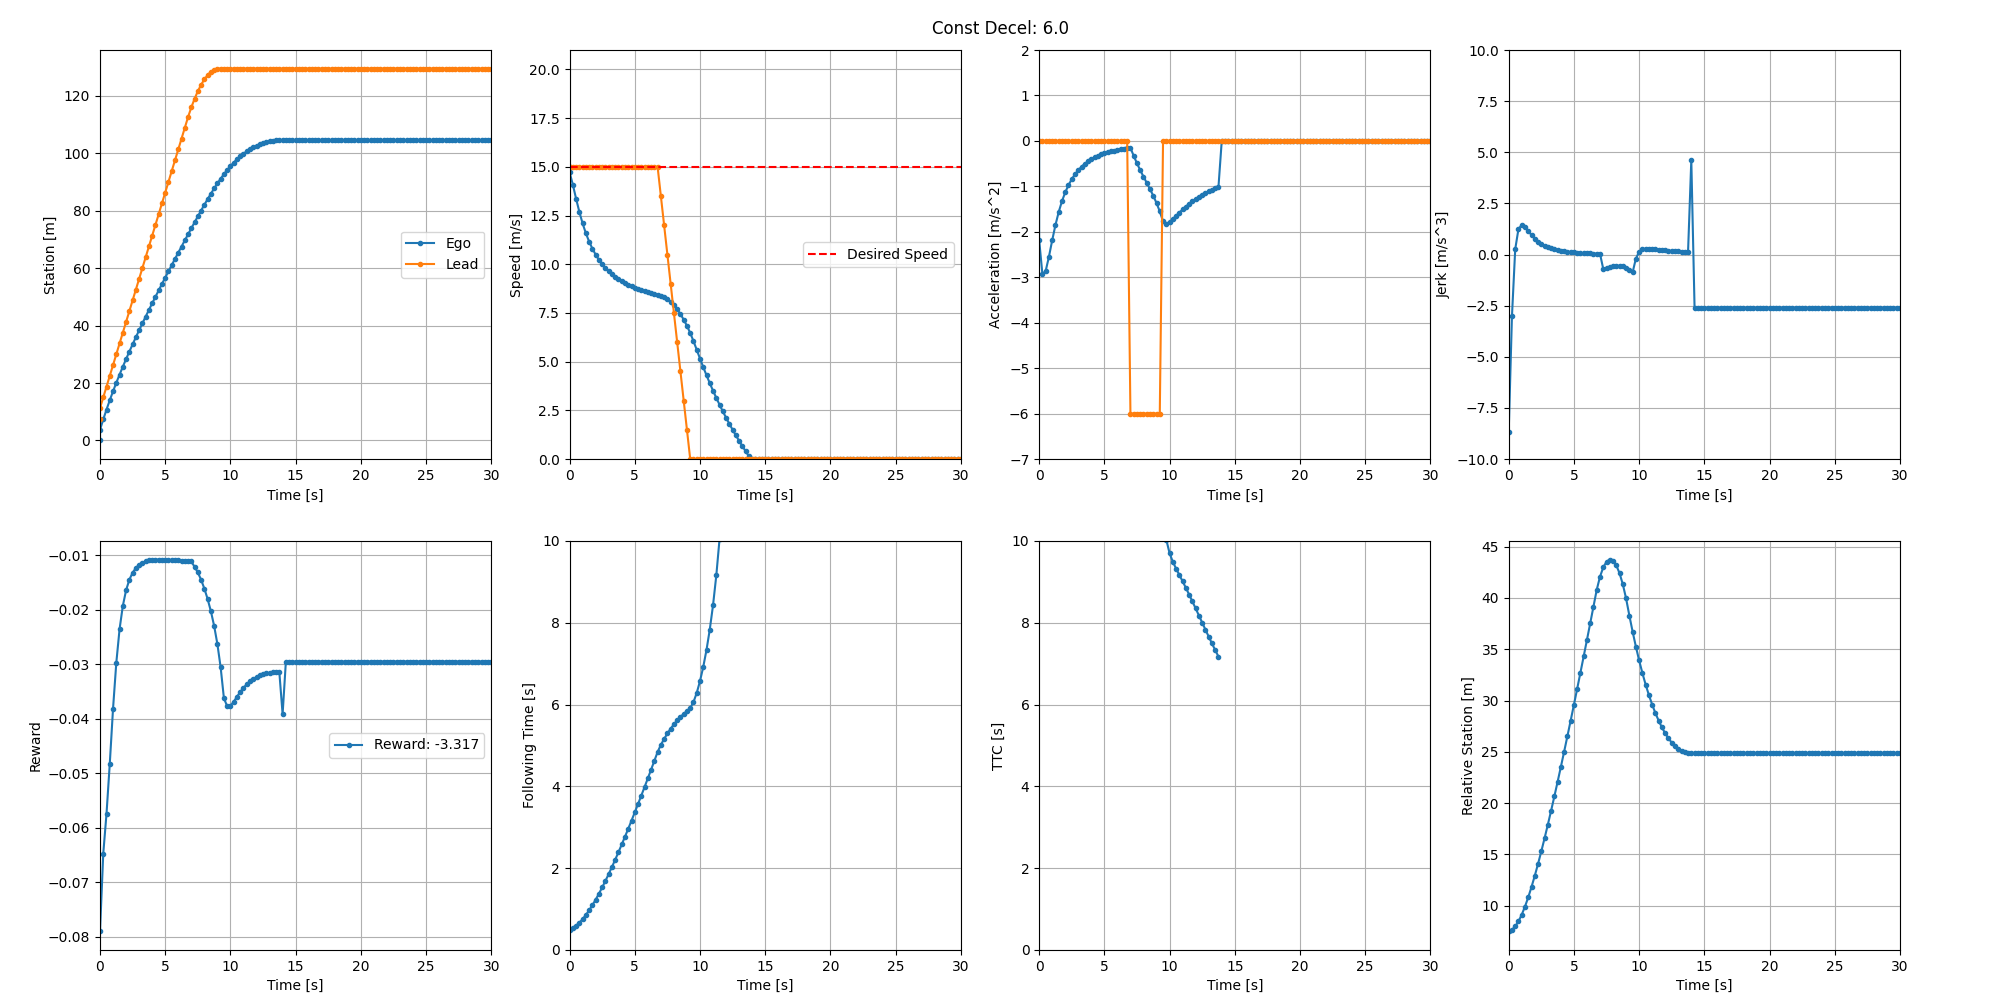 Const Decel: 6.0
Station [m]
120
100
80
60
40
20
0
Ego
Lead
0 5 10 15 20 25 30
Time [s]
Speed [m/s]
20.0
17.5
15.0
12.5
10.0
7.5
5.0
2.5
0.0
Desired Speed
0 5 10 15 20 25 30
Time [s]
Acceleration [m/s^2]
2
1
0
−1
−2
−3
−4
−5
−6
−7
0 5 10 15 20 25 30
Time [s]
Jerk [m/s^3]
10.0
7.5
5.0
2.5
0.0
−2.5
−5.0
−7.5
−10.0
0 5 10 15 20 25 30
Time [s]
Reward
−0.01
−0.02
−0.03
−0.04
−0.05
−0.06
−0.07
−0.08
Reward: -3.317
0 5 10 15 20 25 30
Time [s]
Following Time [s]
10
8
6
4
2
0
0 5 10 15 20 25 30
Time [s]
TTC [s]
10
8
6
4
2
0
0 5 10 15 20 25 30
Time [s]
Relative Station [m]
45
40
35
30
25
20
15
10
0 5 10 15 20 25 30
Time [s]